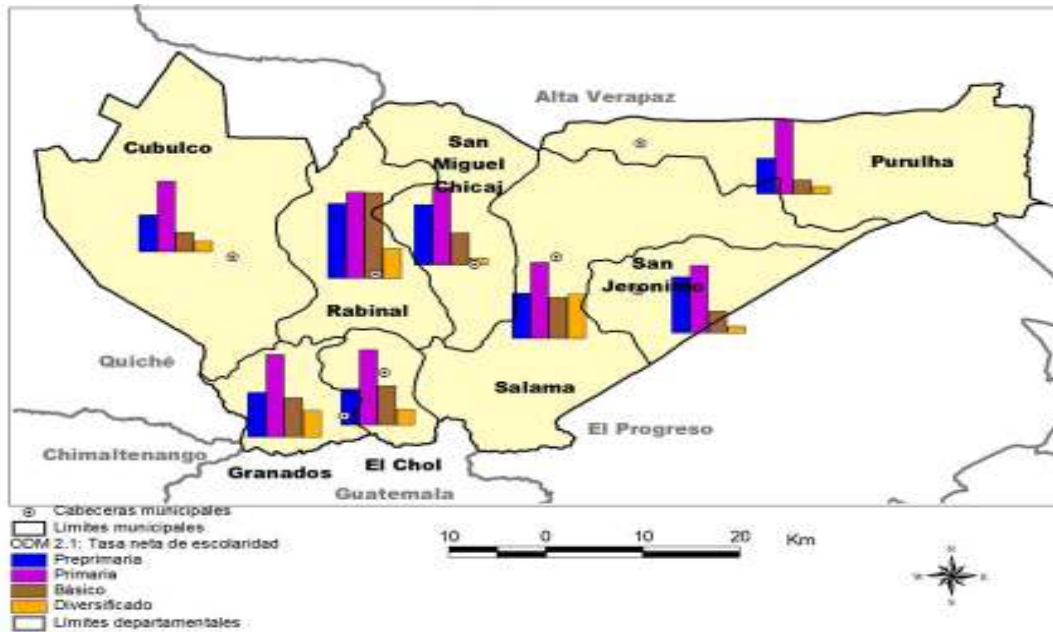 Alta Verapaz
Cubulco
San
Miguel
Chicaj
Purulha
San
Jeronimo
Rabinal
Quiché
Salama
El Progreso
Chimaltenango
Granados
El Chol
Guatemala
Cabeceras municipales
Limites municipales
ODM 2.1: Tasa neta de escolaridad
Preprimaria
Primaria
Básico
Diversificado
Limites departamentales
10 0 10 20 Km
N
W E
S